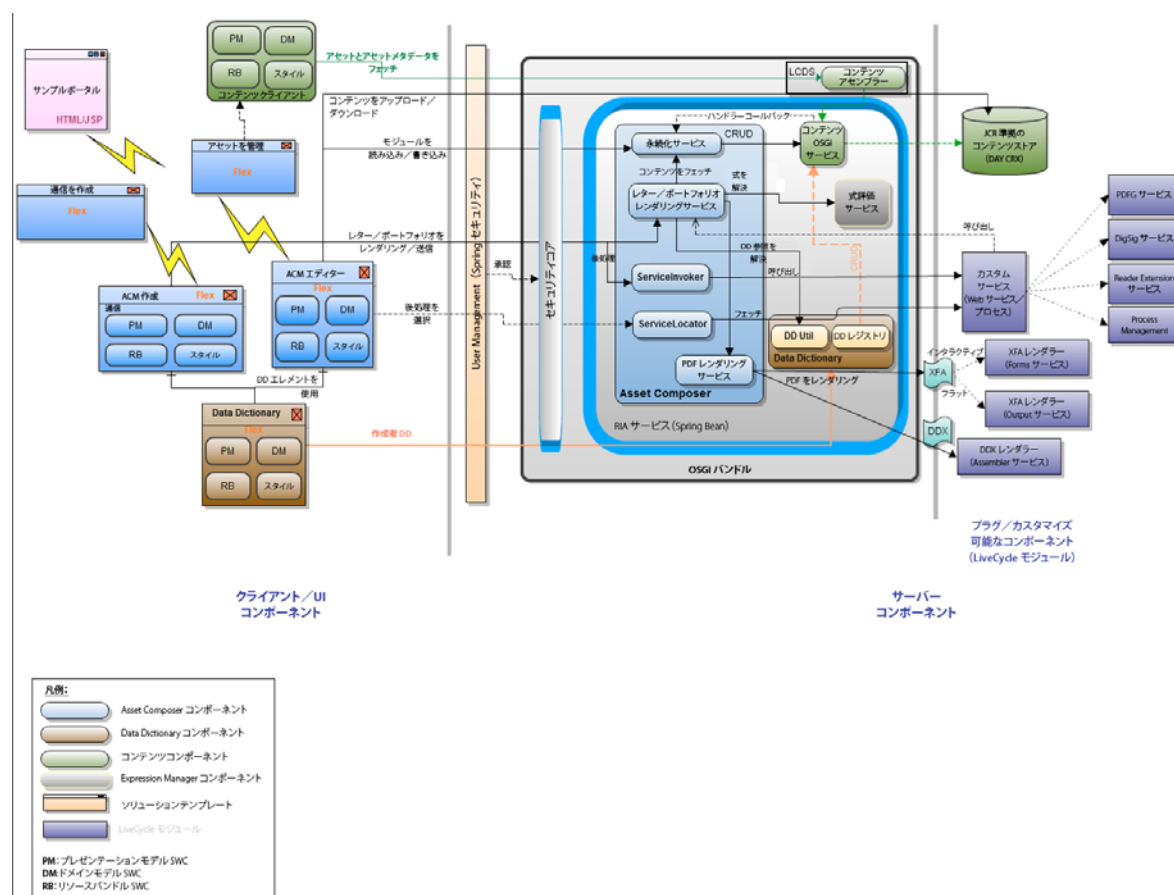 PM
DM
RB
スタイル
コンテンツクライアント
アセットとアセットメタデータを
フェッチ
サンプルポータル
HTML/JSP
コンテンツをアップロード/
ダウンロード
アセットを管理
Flex
モジュールを
読み込み/書き込み
通信を作成
Flex
レター/ポートフォリオを
レンダリング/送信
ACM 作成
Flex
通信
PM
DM
RB
スタイル
ACM エディター
Flex
PM
DM
RB
スタイル
後処理を
選択
DD エレメントを
使用
Data Dictionary
Flex
PM
DM
RB
スタイル
作成者 DD
User Management (Spring セキュリティ)
承認
セキュリティコア
LCDS
コンテンツ
アセンブラー
ハンドラーコールバック
CRUD
永続化サービス
コンテンツ
OSGi
サービス
コンテンツをフェッチ
式を
解決
レター/ポートフォリオ
レンダリングサービス
式評価
サービス
後処理
DD 参照を
解決
CRUD
ServiceInvoker
呼び出し
ServiceLocator
フェッチ
DD Util
DD レジストリ
Data Dictionary
PDF レンダリング
サービス
PDF をレンダリング
Asset Composer
RIA サービス (Spring Bean)
OSGI バンドル
JCR 準拠の
コンテンツストア
(DAY CRX)
呼び出し
カスタム
サービス
(Web サービス/
プロセス)
PDFG サービス
DigSig サービス
Reader Extension
サービス
Process
Management
インタラクティブ
XFA
フラット
XFA レンダラー
(Forms サービス)
XFA レンダラー
(Output サービス)
DDX
DDX レンダラー
(Assembler サービス)
プラグ/カスタマイズ
可能なコンポーネント
(LiveCycle モジュール)
クライアント/UI
コンポーネント
サーバー
コンポーネント
凡例:
Asset Composer コンポーネント
Data Dictionary コンポーネント
コンテンツコンポーネント
Expression Manager コンポーネント
ソリューションテンプレート
LiveCycle モジュール
PM: プレゼンテーションモデル SWC
DM: ドメインモデル SWC
RB: リソースバンドル SWC